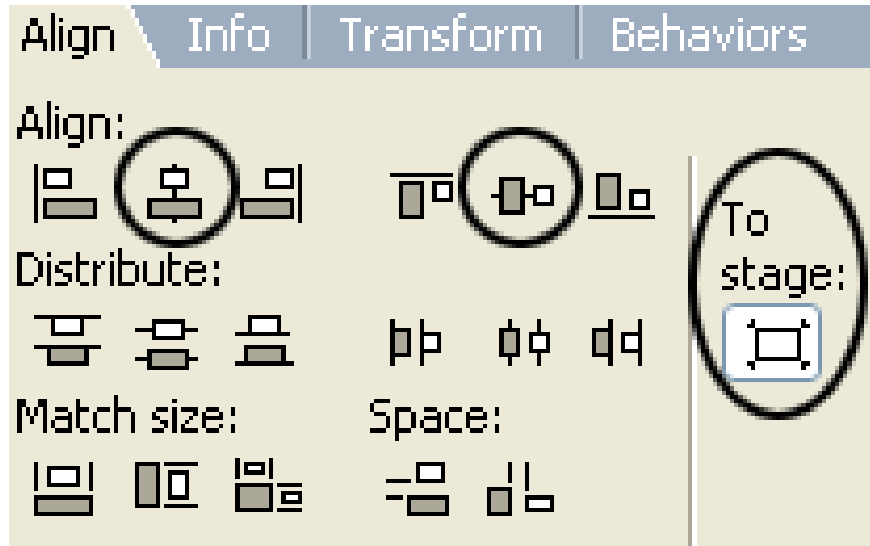 Align Info Transform Behaviors
Align:
To
stage:
Distribute:
Match size: Space: